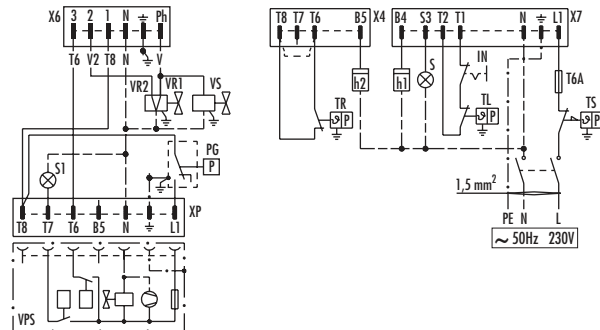 X6 3 2 1 N Ph
T6 V2 T8 N V
VR2 VR1 VS
S1
PG
P
XP
T8 T7 T6 B5 N L1
VPS
T8 T7 T6 B5 X4 B4 S3 T2 T1 N L1 X7
h2 h1 S IN T6A
TR ϑ P
TL ϑ P
TS ϑ P
1,5 mm²
PE N L
~ 50Hz 230V